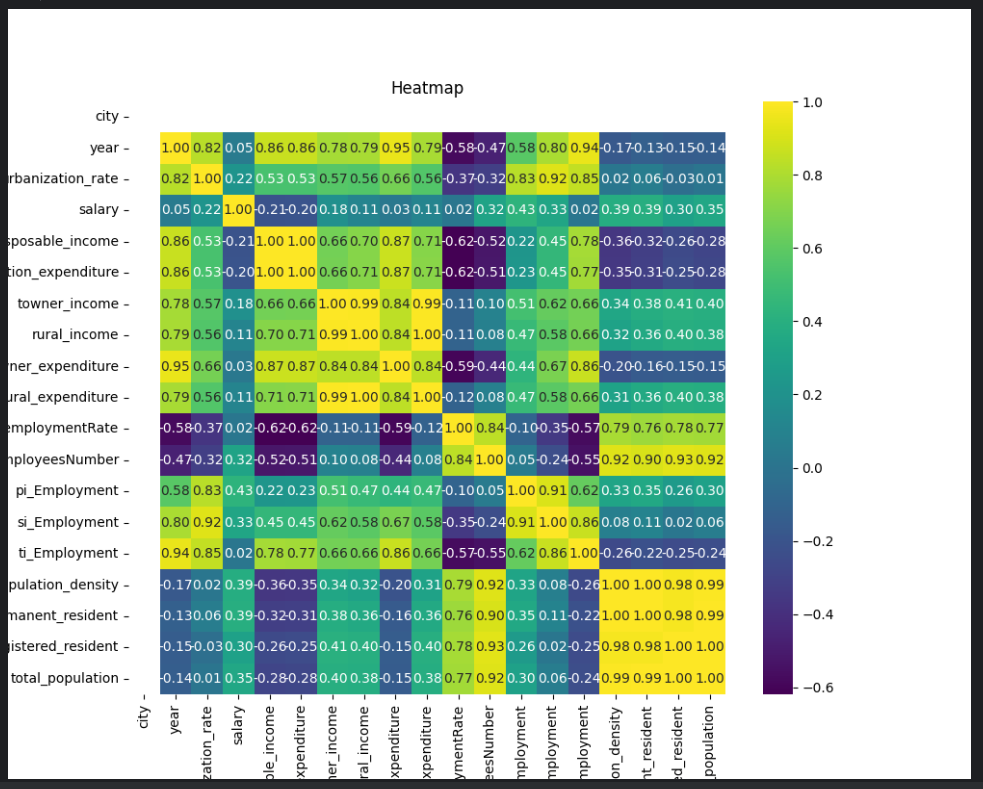 Heatmap
city
year 1.00 0.82 0.05 0.86 0.86 0.78 0.79 0.95 0.79 -0.58 -0.47 0.58 0.80 0.94 -0.17 -0.13 -0.15 -0.14
urbanization_rate 0.82 1.00 0.22 0.53 0.53 0.57 0.56 0.66 0.56 -0.37 -0.32 0.83 0.92 0.85 0.02 0.06 -0.03 0.01
salary 0.05 0.22 1.00 -0.21 -0.20 0.18 0.11 0.03 0.11 0.02 0.32 0.43 0.33 0.02 0.39 0.39 0.30 0.35
sposable_income 0.86 0.53 -0.21 1.00 1.00 0.66 0.70 0.87 0.71 -0.62 -0.52 0.22 0.45 0.78 -0.36 -0.32 -0.26 -0.28
tion_expenditure 0.86 0.53 -0.20 1.00 1.00 0.66 0.71 0.87 0.71 -0.62 -0.51 0.23 0.45 0.77 -0.35 -0.31 -0.25 -0.28
towner_income 0.78 0.57 0.18 0.66 0.66 1.00 0.99 0.84 0.99 -0.11 0.10 0.51 0.62 0.66 0.34 0.38 0.41 0.40
rural_income 0.79 0.56 0.11 0.70 0.71 0.99 1.00 0.84 1.00 -0.11 0.08 0.47 0.58 0.66 0.32 0.36 0.40 0.38
ner_expenditure 0.95 0.66 0.03 0.87 0.87 0.84 0.84 1.00 0.84 -0.59 -0.44 0.44 0.67 0.86 -0.20 -0.16 -0.15 -0.15
ural_expenditure 0.79 0.56 0.11 0.71 0.71 0.99 1.00 0.84 1.00 -0.12 0.08 0.47 0.58 0.66 0.31 0.36 0.40 0.38
employmentRate -0.58 -0.37 0.02 -0.62 -0.62 -0.11 -0.11 -0.59 -0.12 1.00 0.84 -0.10 -0.35 -0.57 0.79 0.76 0.78 0.77
mployeesNumber -0.47 -0.32 0.32 -0.52 -0.51 0.10 0.08 -0.44 0.08 0.84 1.00 0.05 -0.24 -0.55 0.92 0.90 0.93 0.92
pi_Employment 0.58 0.83 0.43 0.22 0.23 0.51 0.47 0.44 0.47 -0.10 0.05 1.00 0.91 0.62 0.33 0.35 0.26 0.30
si_Employment 0.80 0.92 0.33 0.45 0.45 0.62 0.58 0.67 0.58 -0.35 -0.24 0.91 1.00 0.86 0.08 0.11 0.02 0.06
ti_Employment 0.94 0.85 0.02 0.78 0.77 0.66 0.66 0.86 0.66 -0.57 -0.55 0.62 0.86 1.00 -0.26 -0.22 -0.25 -0.24
pulation_density -0.17 0.02 0.39 -0.36 -0.35 0.34 0.32 -0.20 0.31 0.79 0.92 0.33 0.08 -0.26 1.00 1.00 0.98 0.99
manent_resident -0.13 0.06 0.39 -0.32 -0.31 0.38 0.36 -0.16 0.36 0.76 0.90 0.35 0.11 -0.22 1.00 1.00 0.98 0.99
gistered_resident -0.15 -0.03 0.30 -0.26 -0.25 0.41 0.40 -0.15 0.40 0.78 0.93 0.26 0.02 -0.25 0.98 0.98 1.00 1.00
total_population -0.14 0.01 0.35 -0.28 -0.28 0.40 0.38 -0.15 0.38 0.77 0.92 0.30 0.06 -0.24 0.99 0.99 1.00 1.00
city
year
zation_rate
salary
ble_income
xpenditure
ner_income
ral_income
xpenditure
xpenditure
ymentRate
eesNumber
mployment
mployment
mployment
on_density
nt_resident
ed_resident
_population
1.0
0.8
0.6
0.4
0.2
0.0
−0.2
−0.4
−0.6